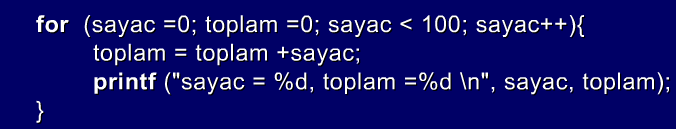 for (sayac =0; toplam =0; sayac < 100; sayac++){
toplam = toplam +sayac;
printf ("sayac = %d, toplam =%d \n", sayac, toplam);
}